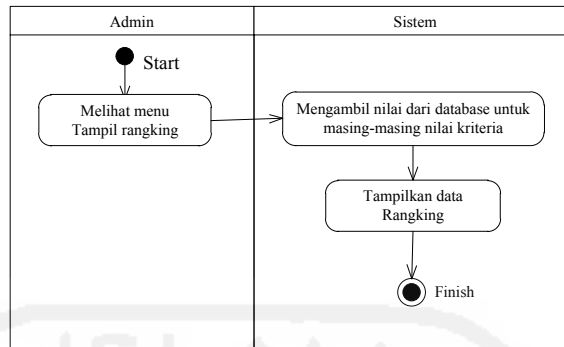 Admin
Sistem
Start
Melihat menu
Tampil rangking
Mengambil nilai dari database untuk
masing-masing nilai kriteria
Tampilkan data
Rangking
Finish